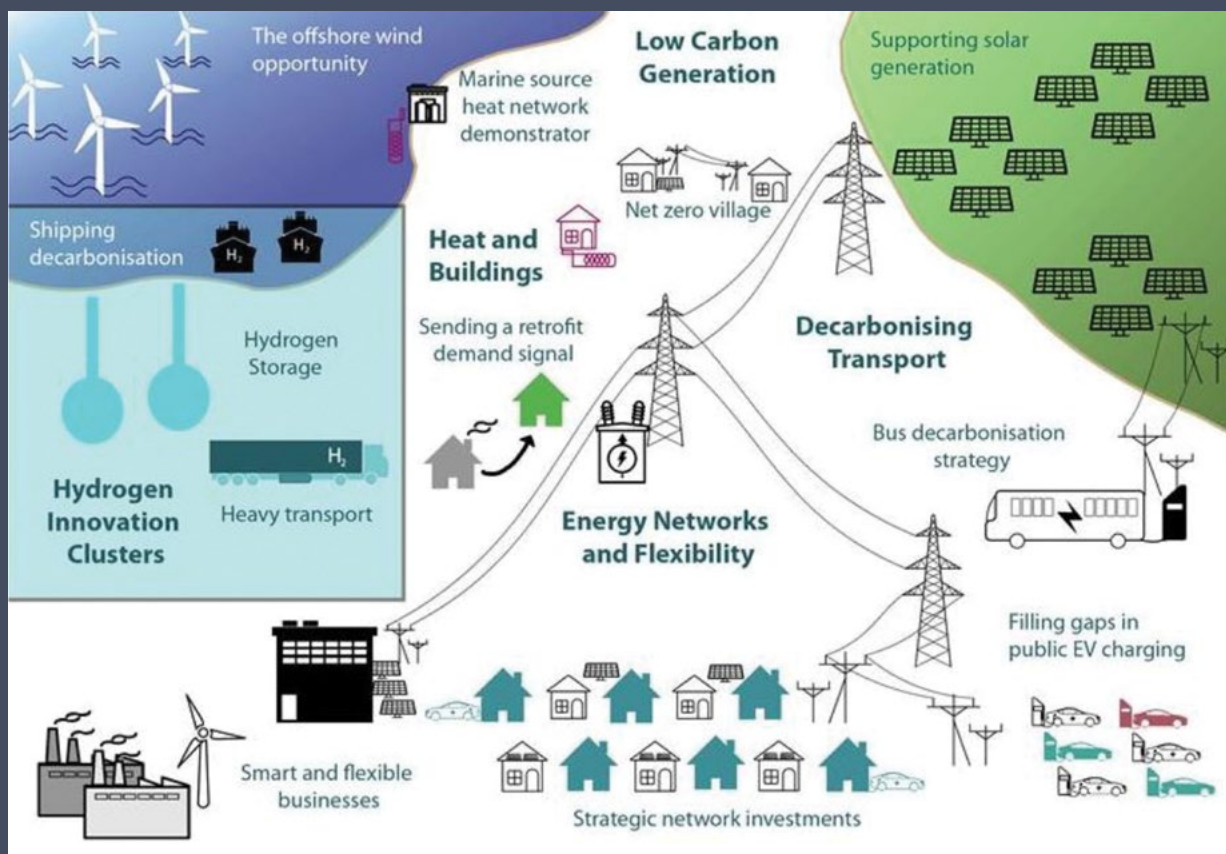 The offshore wind
opportunity
Marine source
heat network
demonstrator
Low Carbon
Generation
Supporting solar
generation
Net zero village
Shipping
decarbonisation
H2
H2
Heat and
Buildings
Hydrogen
Storage
Sending a retrofit
demand signal
Decarbonising
Transport
H2
Heavy transport
Hydrogen
Innovation
Clusters
Energy Networks
and Flexibility
Bus decarbonisation
strategy
Filling gaps in
public EV charging
Smart and flexible
businesses
Strategic network investments